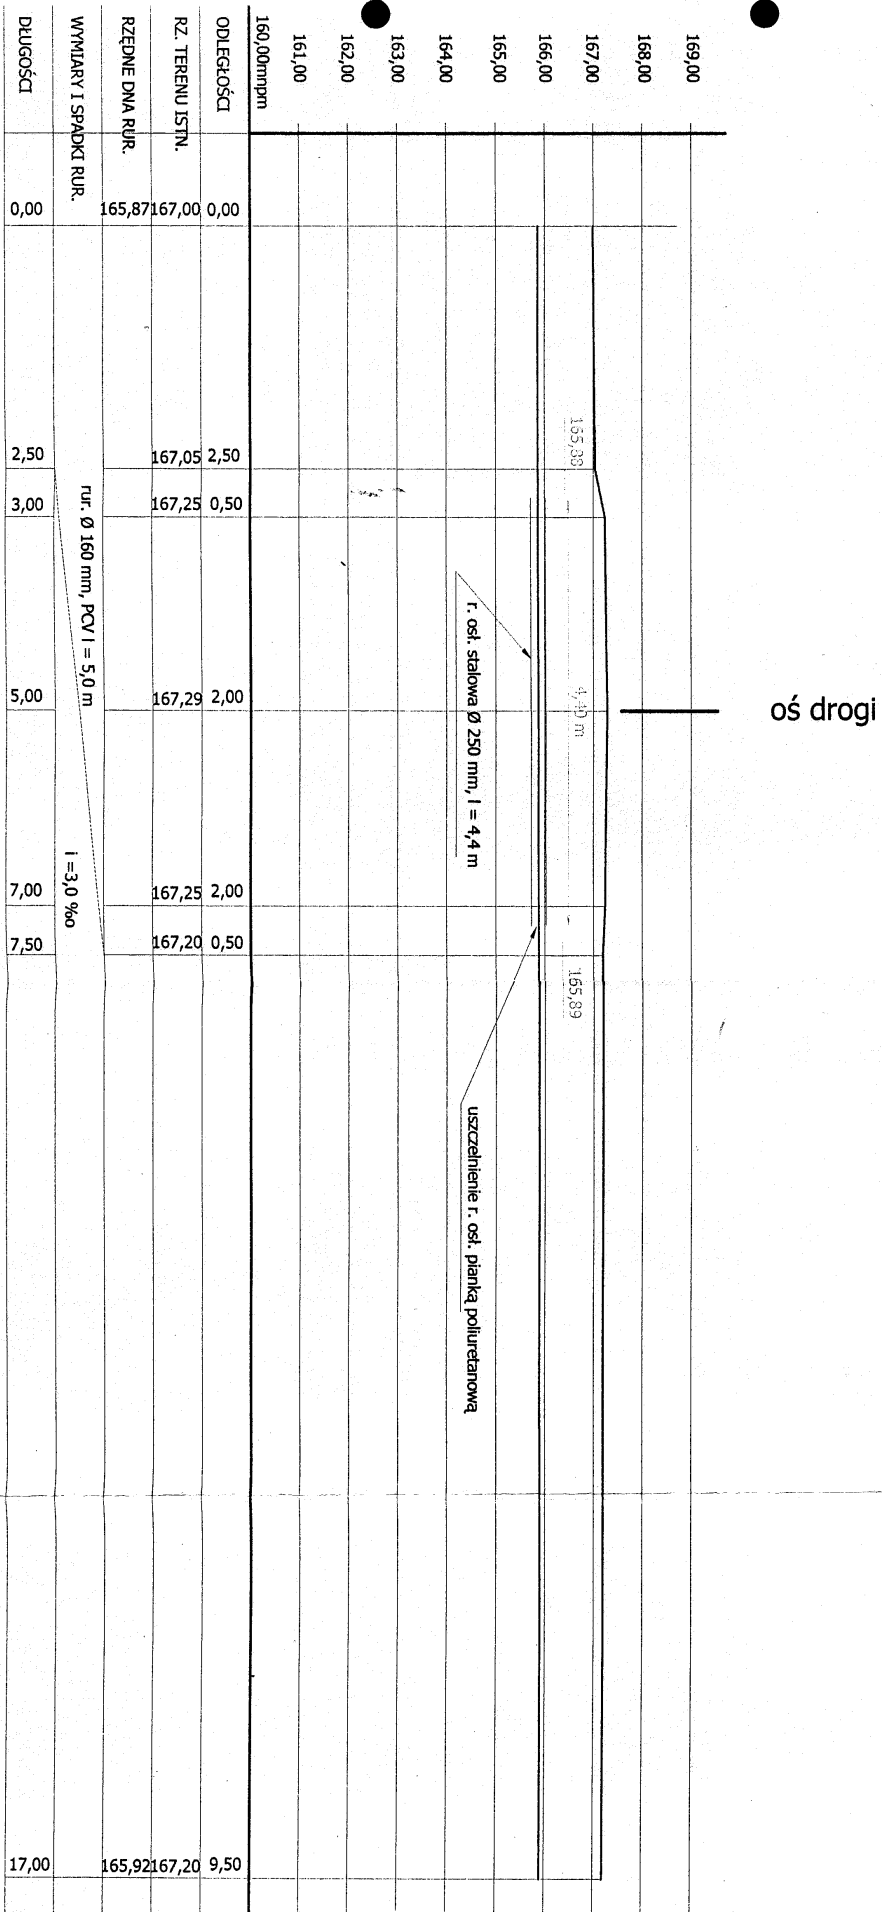 169,00
168,00
167,00
166,00
165,00
164,00
163,00
162,00
161,00
160,00mnpm
ODLEGŁOŚCI
RZ. TERENU ISTN.
RZĘDNE DNA RUR.
WYMIARY I SPADKI RUR.
DŁUGOŚCI
0,00 165,87 167,00 0,00
165,88
2,50 167,05 2,50
3,00 167,25 0,50
rur. Ø 160 mm, PCV l = 5,0 m
r. osł. stalowa Ø 250 mm, l = 4,4 m
4,40 m
5,00 167,29 2,00
oś drogi
i =3,0 ‰
7,00 167,25 2,00
7,50 167,20 0,50
165,89
uszczelnienie r. osł. pianką poliuretanową
17,00 165,92 167,20 9,50